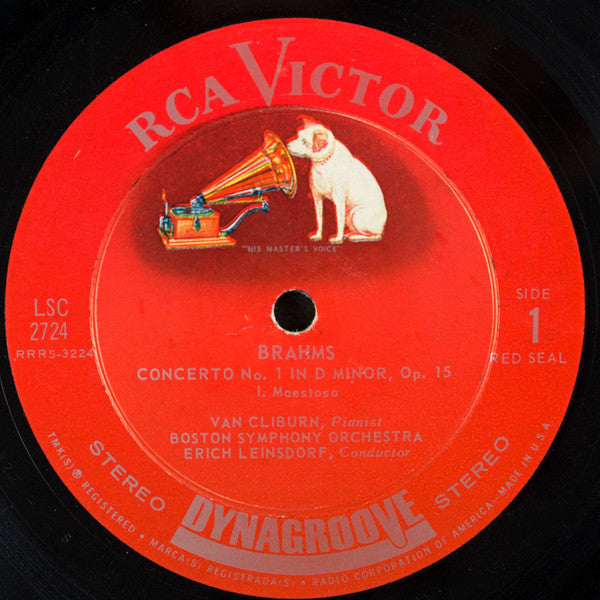 RCA VICTOR
"HIS MASTER'S VOICE"
LSC
2724
RRRS-3224
SIDE
1
RED SEAL
BRAHMS
CONCERTO No. 1 IN D MINOR, Op. 15
I. Maestoso
VAN CLIBURN, Pianist
BOSTON SYMPHONY ORCHESTRA
ERICH LEINSDORF, Conductor
STEREO DYNAGROOVE STEREO
TMK(S) ® REGISTERED • MARCA(S) REGISTRADA(S) • RADIO CORPORATION OF AMERICA-MADE IN U.S.A